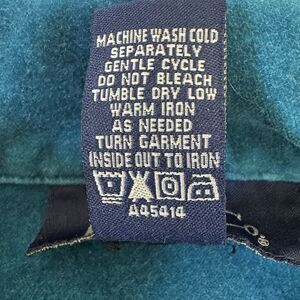 MACHINE WASH COLD
SEPARATELY
GENTLE CYCLE
DO NOT BLEACH
TUMBLE DRY LOW
WARM IRON
AS NEEDED
TURN GARMENT
INSIDE OUT TO IRON
A45414